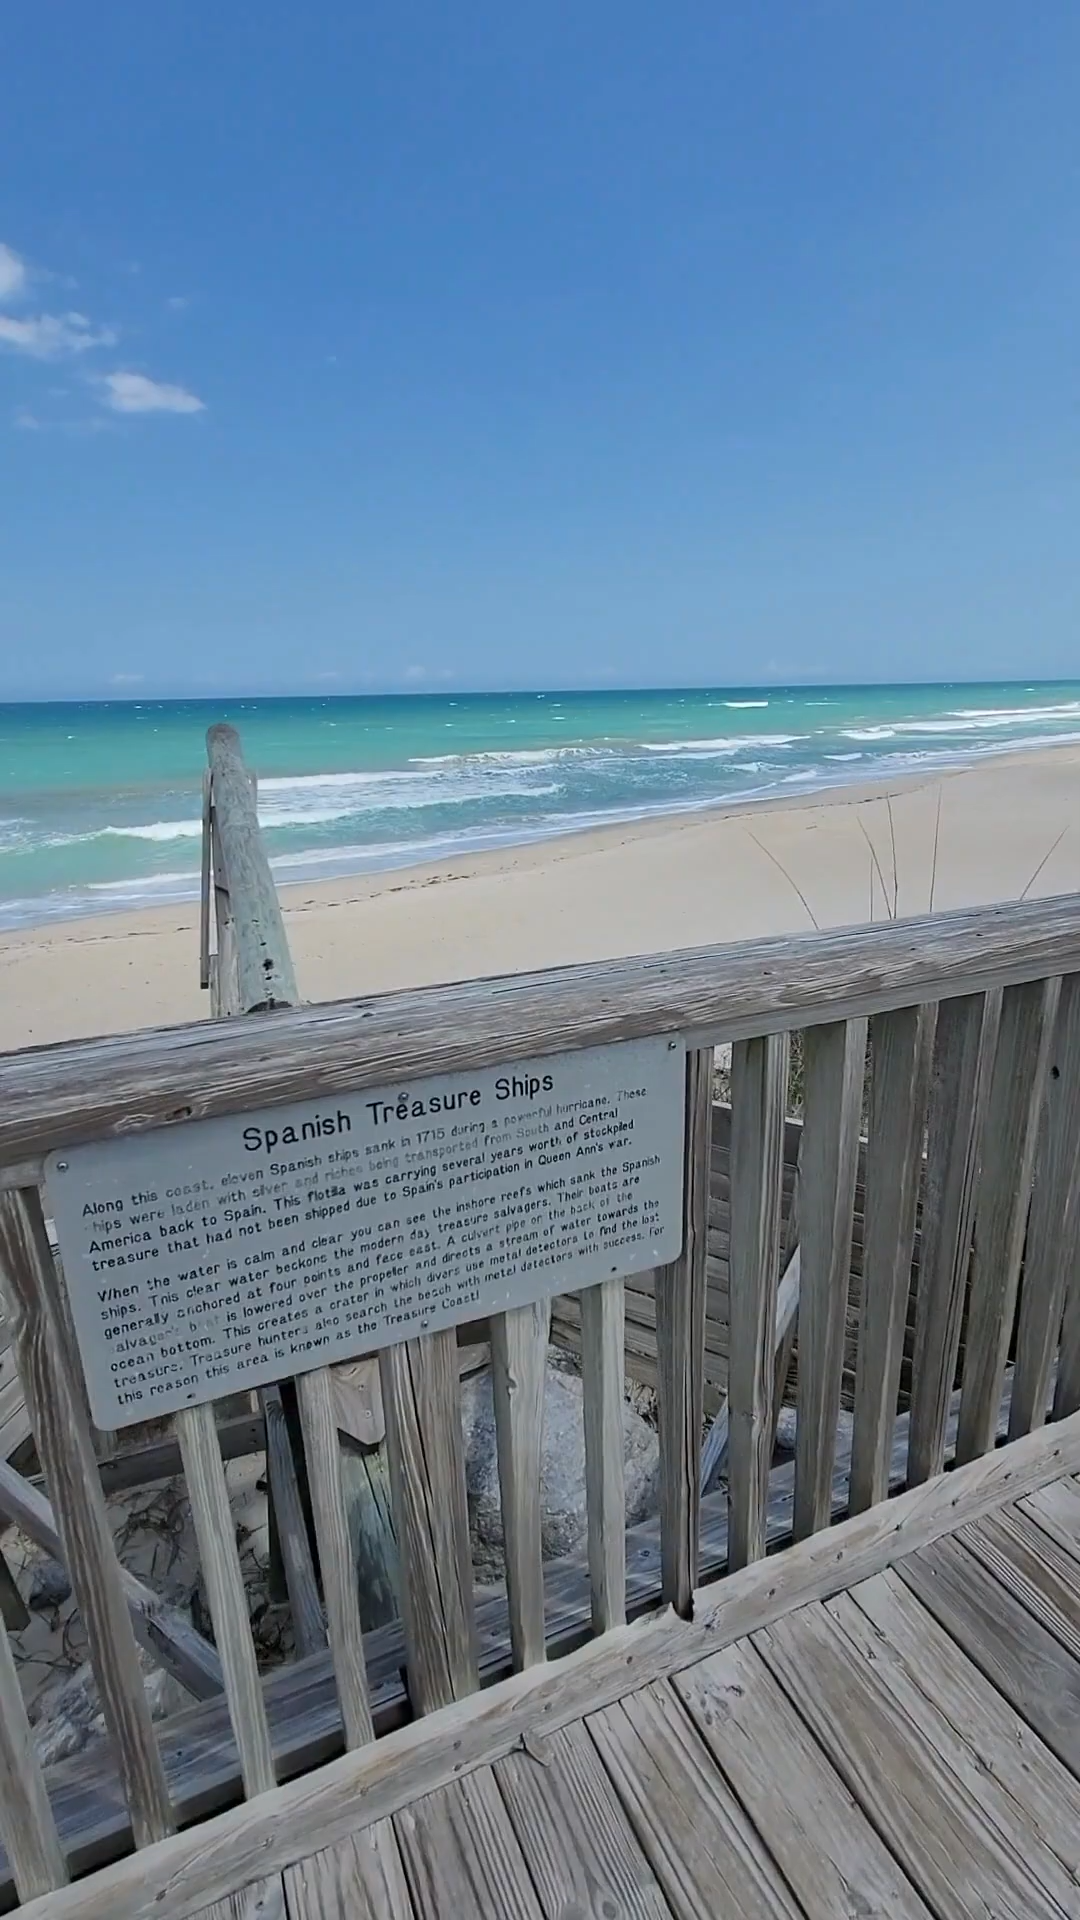 Spanish Treasure Ships
Along this coast, eleven Spanish ships sank in 1715 during a powerful hurricane. These
hips were laden with silver and riches being transported from South and Central
America back to Spain. This flotilla was carrying several years worth of stockpiled
treasure that had not been shipped due to Spain's participation in Queen Ann's war.
When the water is calm and clear you can see the inshore reefs which sank the Spanish
ships. This clear water beckons the modern day treasure salvagers. Their boats are
generally anchored at four points and face east. A culvert pipe on the back of the
alvager's b at is lowered over the propeller and directs a stream of water towards the
ocean bottom. This creates a crater in which divers use metal detectors to find the lost
treasure. Treasure hunters also search the beach with metal detectors with success. For
this reason this area is known as the Treasure Coast!